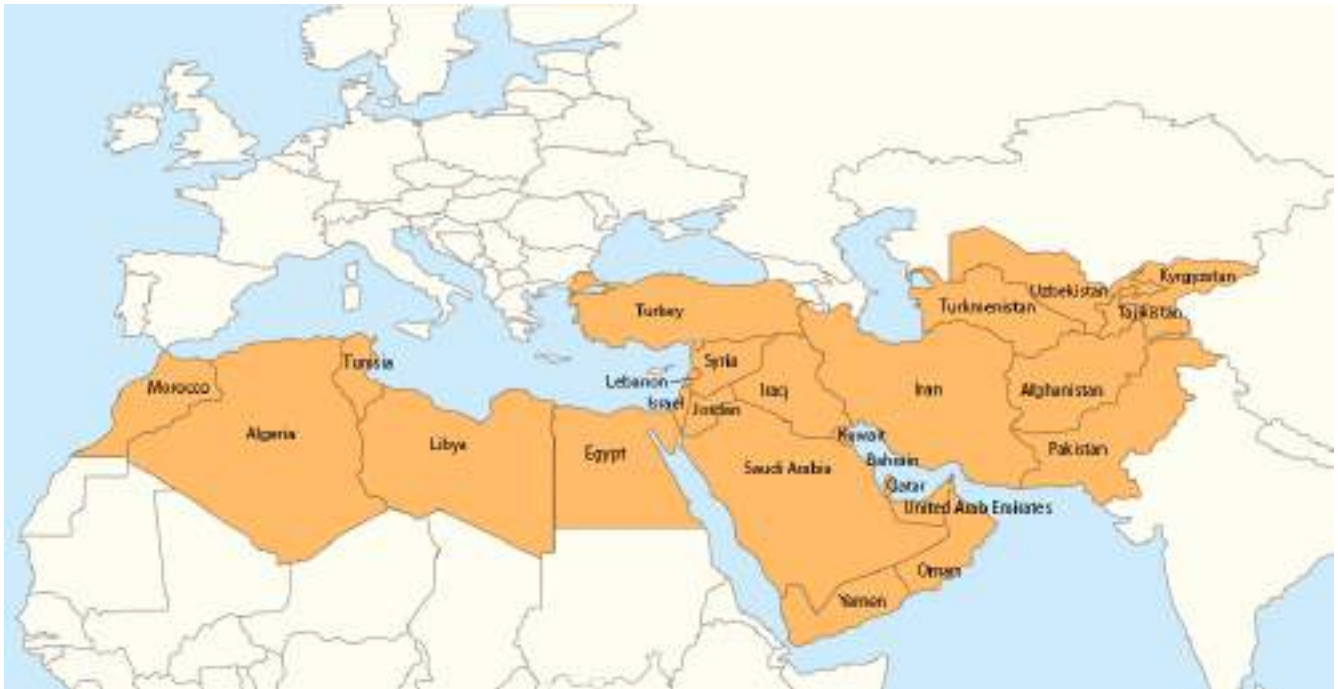 Kyrgyzstan
Uzbekistan
Turkmenistan
Tajikistan
Turkey
Tunisia
Syria
Lebanon
Morocco
Iraq
Iran
Afghanistan
Israel
Jordan
Algeria
Libya
Kuwait
Egypt
Pakistan
Bahrain
Saudi Arabia
Qatar
United Arab Emirates
Oman
Yemen